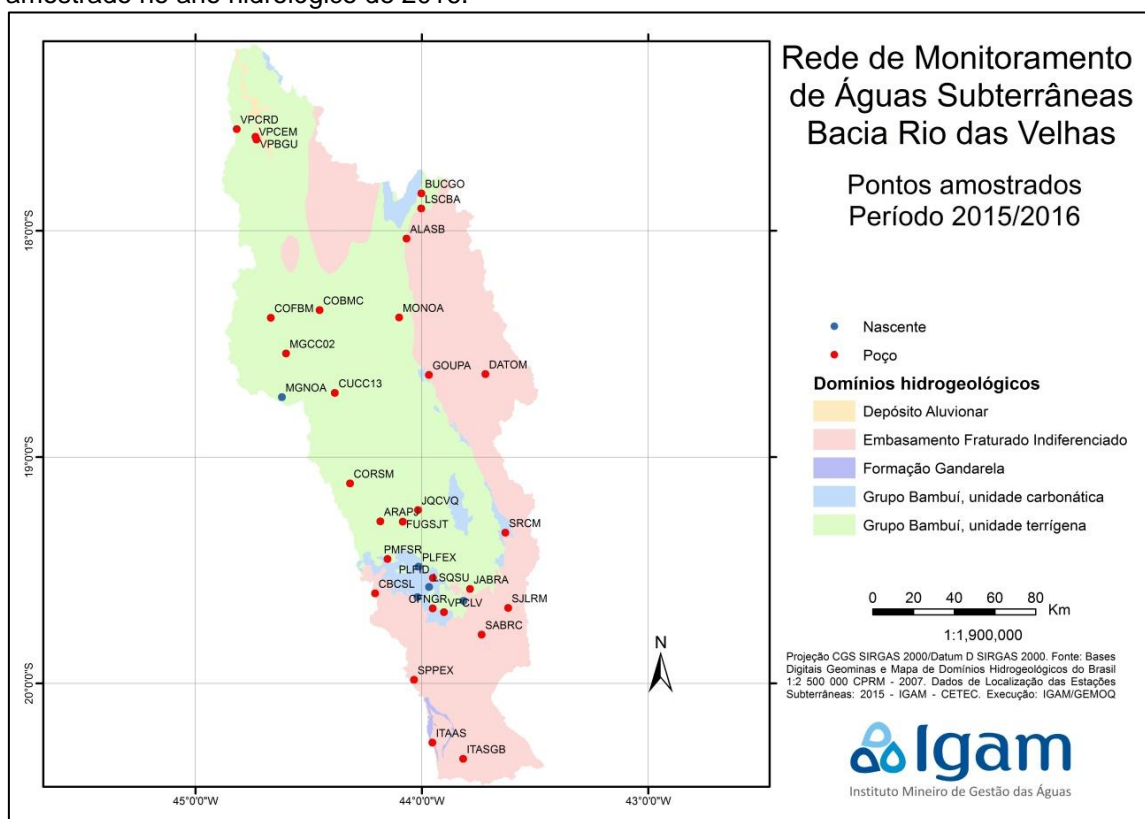 amostrado no ano hidrológico de 2016.
Rede de Monitoramento
de Águas Subterrâneas
Bacia Rio das Velhas
Pontos amostrados
Período 2015/2016
VPCRD
VPCEM
VPBGU
BUCGO
LSCBA
ALASB
COFBM
COBMC
MONOA
MGCC02
GOUPA
DATOM
MGNOA
CUCC13
CORSM
JQCVQ
FUGSJT
SRCM
PMFSR
PLFEX
LSQSU
JABRA
CBCSL
VPCLV
SJLRM
SABRC
SPPEX
ITAAS
ITASGB
18°0'0"S
19°0'0"S
20°0'0"S
45°0'0"W
44°0'0"W
43°0'0"W
Nascente
Poço
Domínios hidrogeológicos
Depósito Aluvionar
Embasamento Fraturado Indiferenciado
Formação Gandarela
Grupo Bambuí, unidade carbonática
Grupo Bambuí, unidade terrígena
0 20 40 60 80
Km
1:1,900,000
N
Projeção CGS SIRGAS 2000/Datum D SIRGAS 2000. Fonte: Bases
Digitais Geominas e Mapa de Domínios Hidrogeológicos do Brasil
1:2 500 000 CPRM - 2007. Dados de Localização das Estações
Subterrâneas: 2015 - IGAM - CETEC. Execução: IGAM/GEMOQ
Igam
Instituto Mineiro de Gestão das Águas